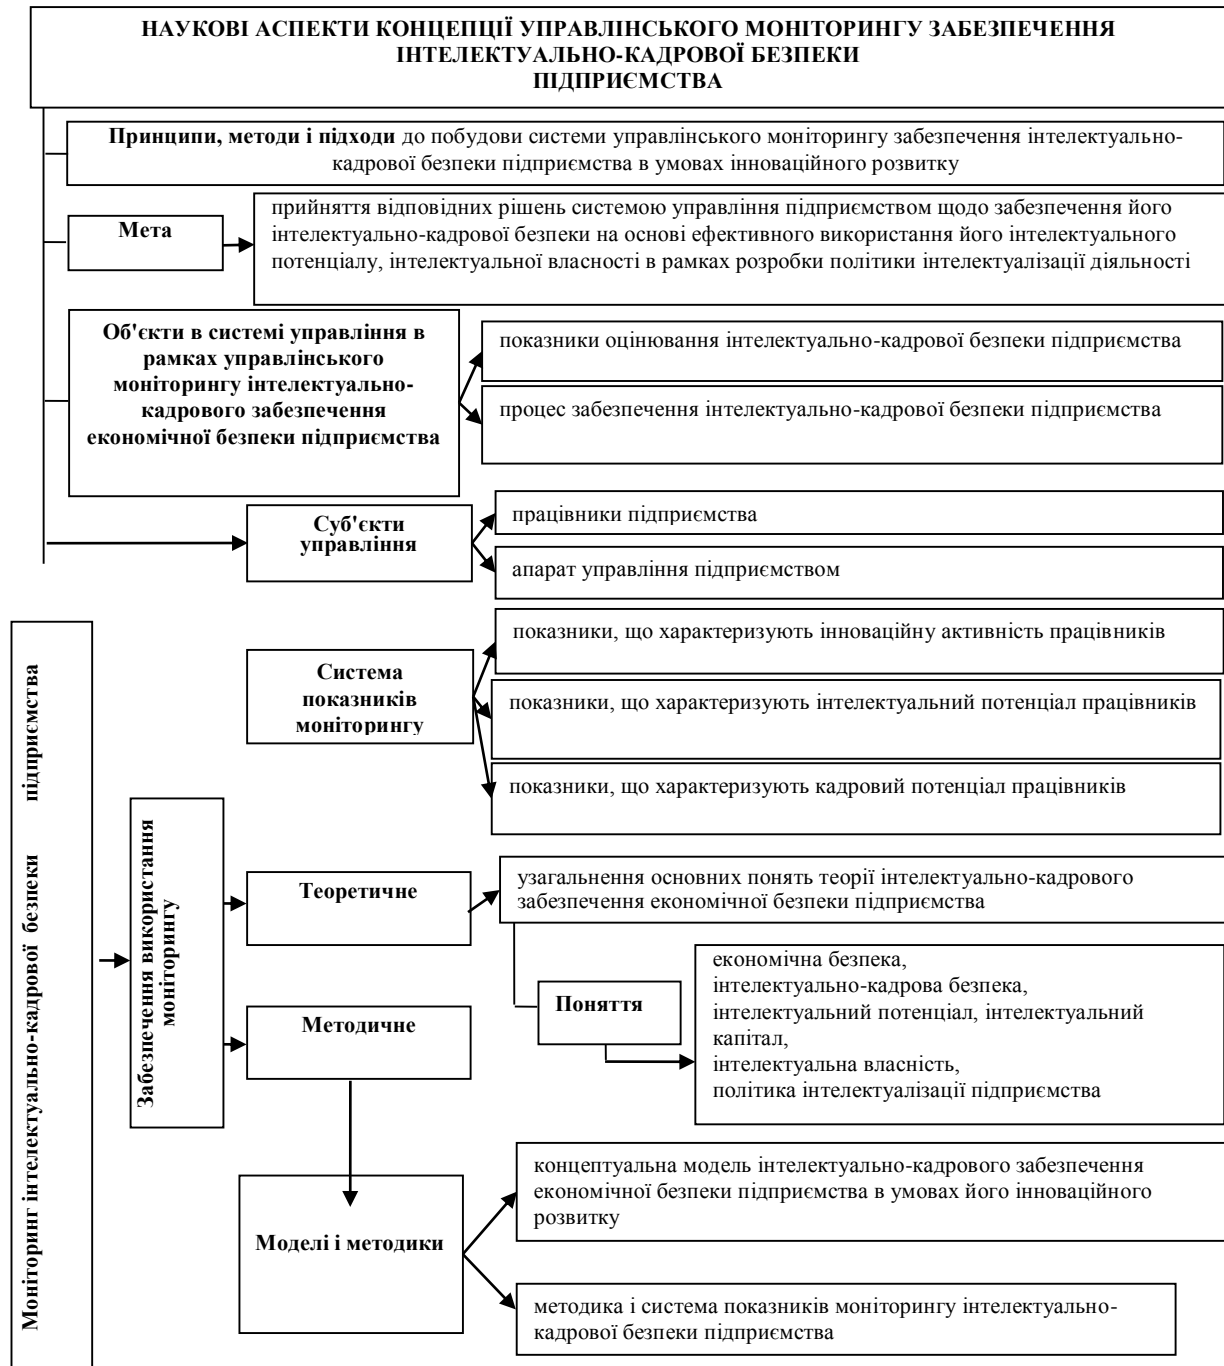 НАУКОВІ АСПЕКТИ КОНЦЕПЦІЇ УПРАВЛІНСЬКОГО МОНІТОРИНГУ ЗАБЕЗПЕЧЕННЯ
ІНТЕЛЕКТУАЛЬНО-КАДРОВОЇ БЕЗПЕКИ
ПІДПРИЄМСТВА
Принципи, методи і підходи до побудови системи управлінського моніторингу забезпечення інтелектуально-
кадрової безпеки підприємства в умовах інноваційного розвитку
Мета
прийняття відповідних рішень системою управління підприємством щодо забезпечення його
інтелектуально-кадрової безпеки на основі ефективного використання його інтелектуального
потенціалу, інтелектуальної власності в рамках розробки політики інтелектуалізації діяльності
Об'єкти в системі управління в
рамках управлінського
моніторингу інтелектуально-
кадрового забезпечення
економічної безпеки підприємства
показники оцінювання інтелектуально-кадрової безпеки підприємства
процес забезпечення інтелектуально-кадрової безпеки підприємства
Суб'єкти
управління
працівники підприємства
апарат управління підприємством
Система
показників
моніторингу
показники, що характеризують інноваційну активність працівників
показники, що характеризують інтелектуальний потенціал працівників
показники, що характеризують кадровий потенціал працівників
Моніторинг інтелектуально-кадрової безпеки підприємства
Забезпечення використання
моніторингу
Теоретичне
узагальнення основних понять теорії інтелектуально-кадрового
забезпечення економічної безпеки підприємства
Поняття
економічна безпека,
інтелектуально-кадрова безпека,
інтелектуальний потенціал, інтелектуальний
капітал,
інтелектуальна власність,
політика інтелектуалізації підприємства
Методичне
Моделі і методики
концептуальна модель інтелектуально-кадрового забезпечення
економічної безпеки підприємства в умовах його інноваційного
розвитку
методика і система показників моніторингу інтелектуально-
кадрової безпеки підприємства